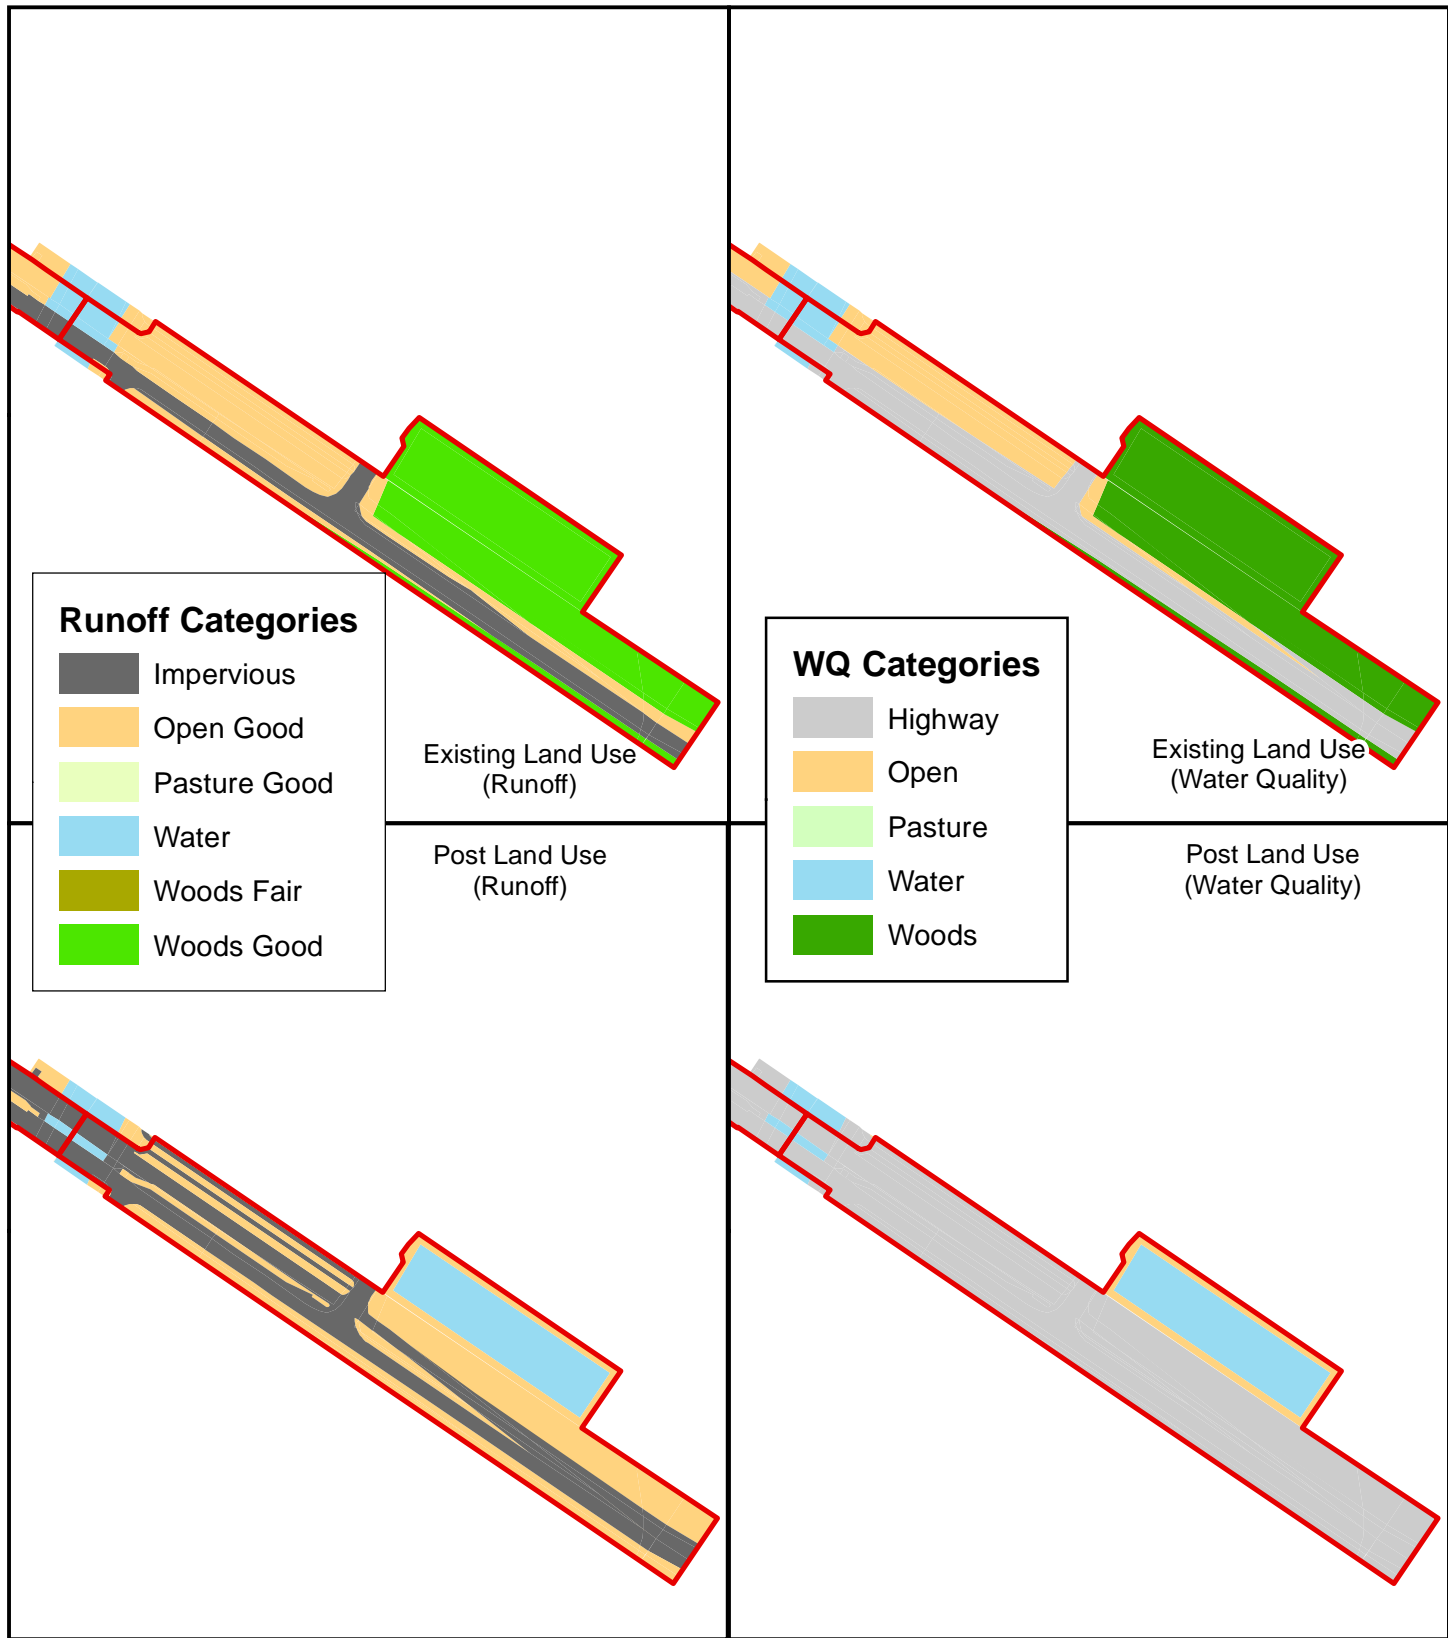 Runoff Categories
Impervious
Open Good
Pasture Good
Water
Woods Fair
Woods Good
Existing Land Use
(Runoff)
WQ Categories
Highway
Open
Pasture
Water
Woods
Existing Land Use
(Water Quality)
Post Land Use
(Runoff)
Post Land Use
(Water Quality)